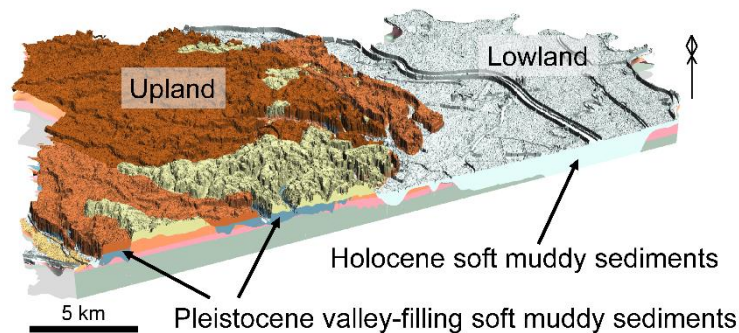 Lowland
Upland
Holocene soft muddy sediments
Pleistocene valley-filling soft muddy sediments
5 km